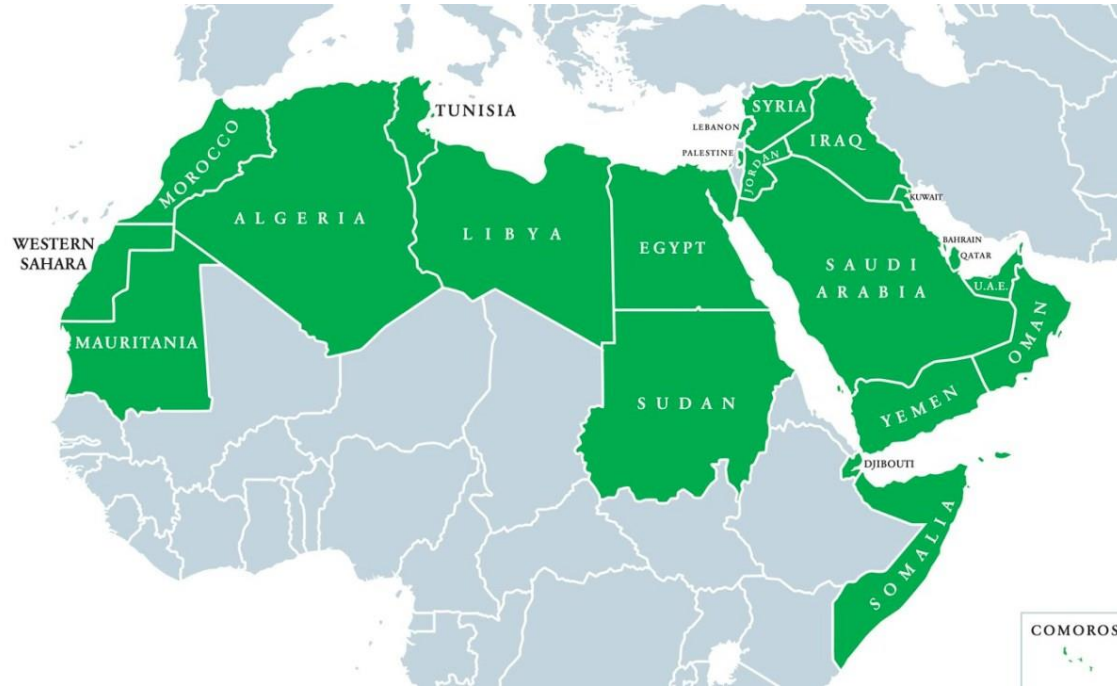 TUNISIA
SYRIA
LEBANON
MOROCCO
IRAQ
PALESTINE
JORDAN
KUWAIT
ALGERIA
LIBYA
EGYPT
WESTERN
SAHARA
BAHRAIN
QATAR
SAUDI
ARABIA
U.A.E.
MAURITANIA
OMAN
SUDAN
YEMEN
DJIBOUTI
SOMALIA
COMOROS